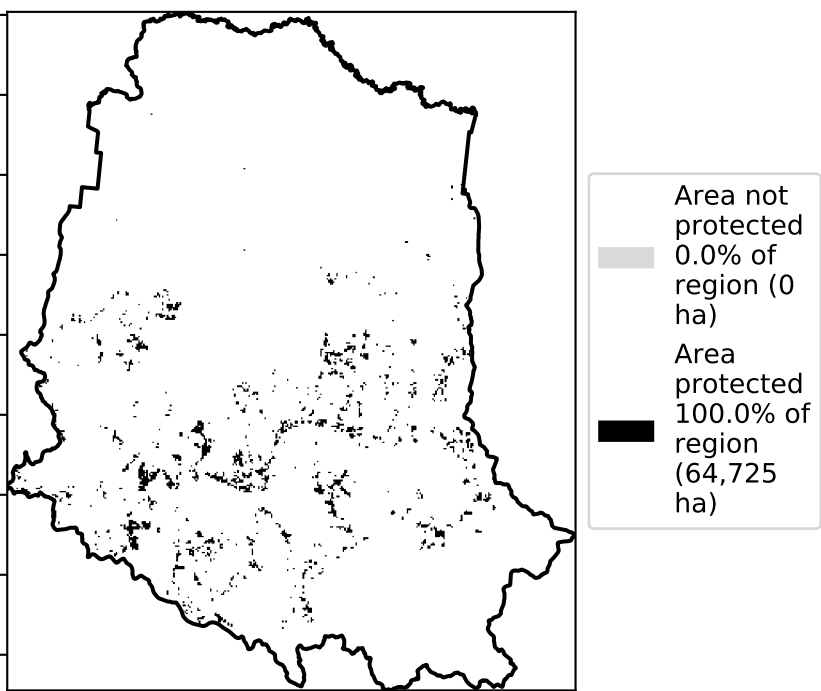 Area not
protected
0.0% of
region (0
ha)
Area
protected
100.0% of
region
(64,725
ha)